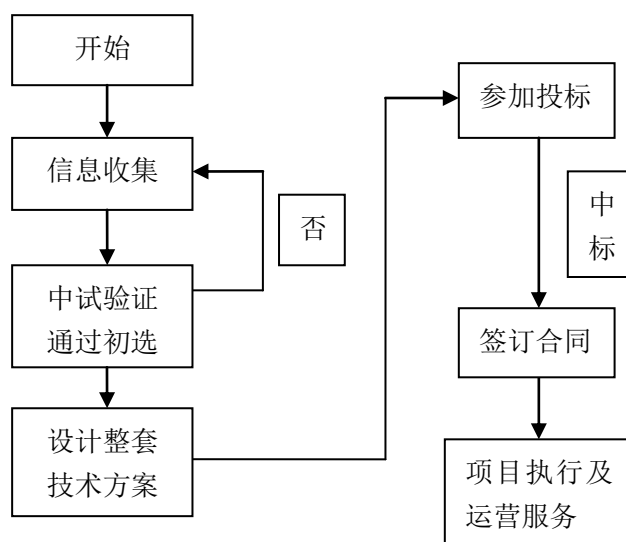 开始
信息收集
否
中试验证
通过初选
设计整套
技术方案
参加投标
中
标
签订合同
项目执行及
运营服务